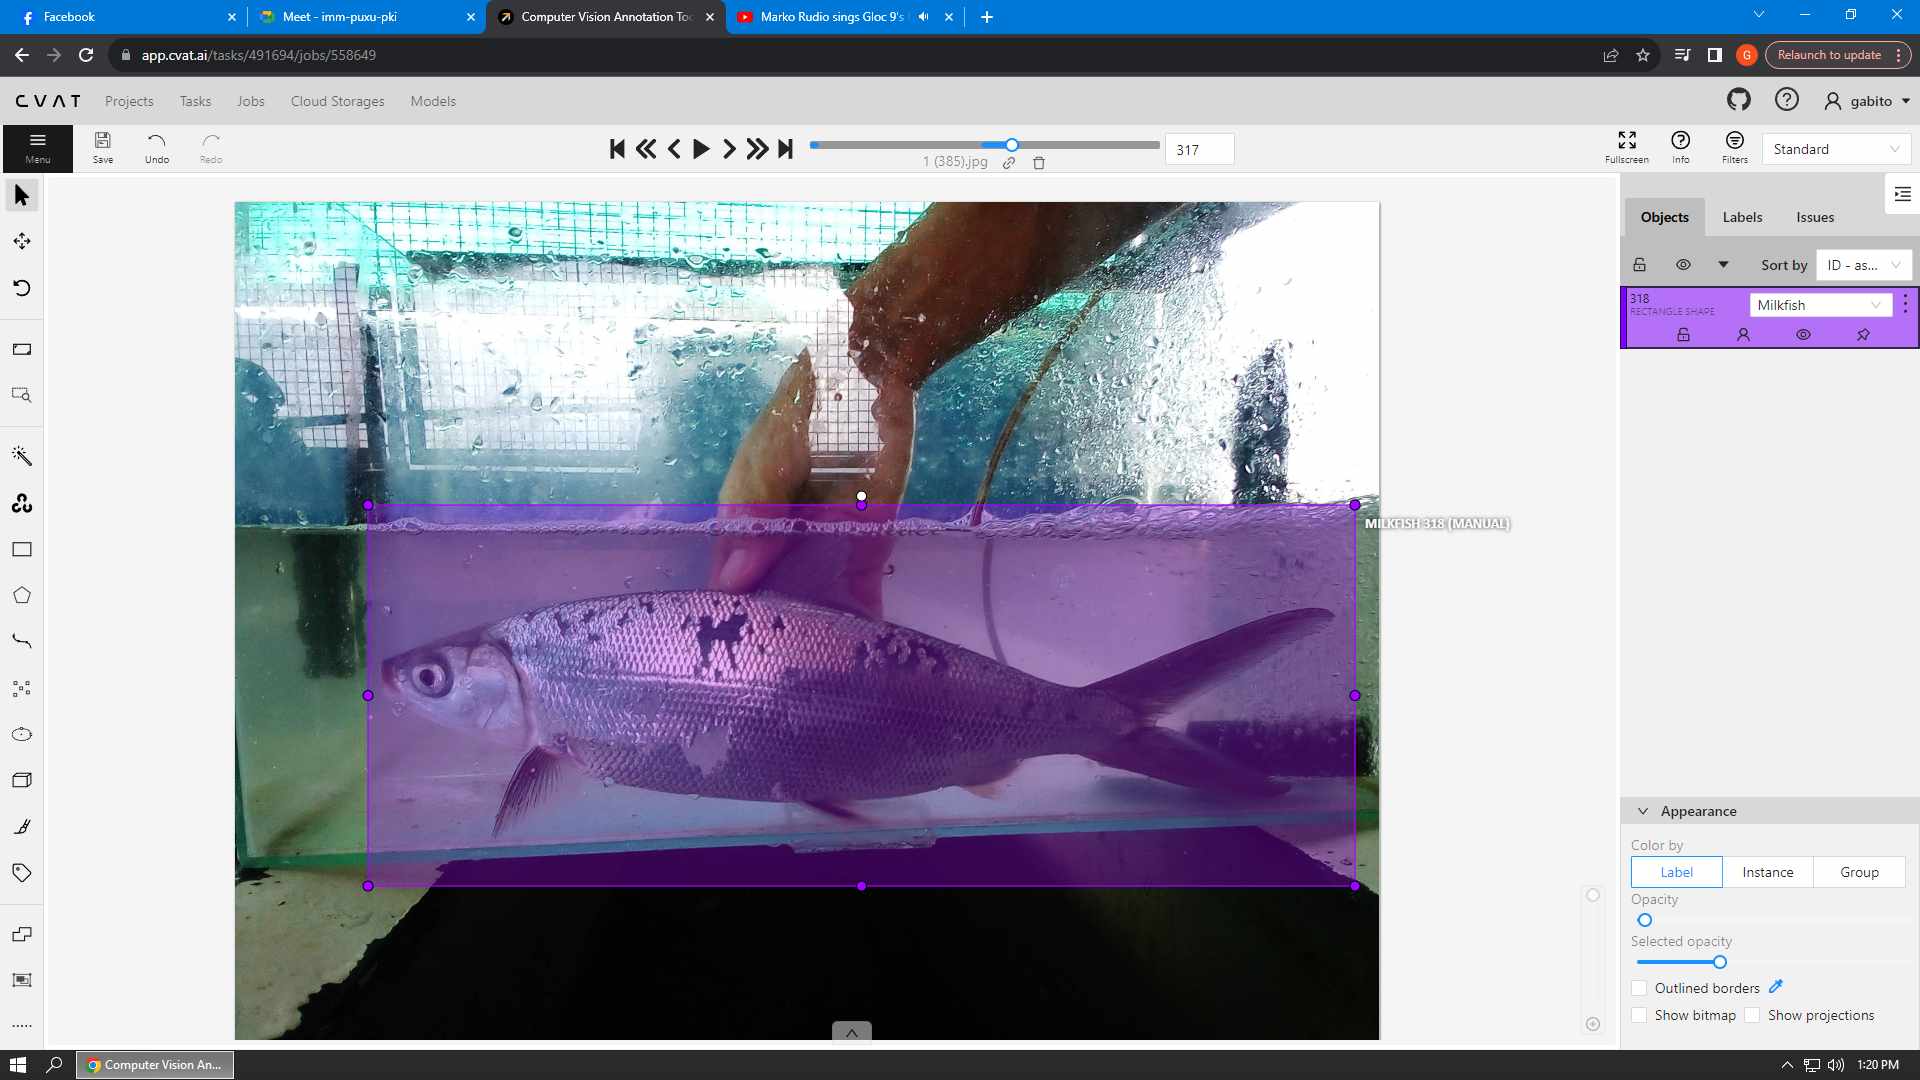 Facebook
Meet - imm-puxu-pki
Computer Vision Annotation Too
Marko Rudio sings Gloc 9's
app.cvat.ai/tasks/491694/jobs/558649
G
Relaunch to update
CVAT
Projects
Tasks
Jobs
Cloud Storages
Models
gabito
Menu
Save
Undo
Redo
1 (385).jpg
317
Fullscreen
Info
Filters
Standard
Objects
Labels
Issues
Sort by
ID - as...
318
RECTANGLE SHAPE
Milkfish
MILKFISH 318 (MANUAL)
Appearance
Color by
Label
Instance
Group
Opacity
Selected opacity
Outlined borders
Show bitmap
Show projections
Computer Vision An...
1:20 PM